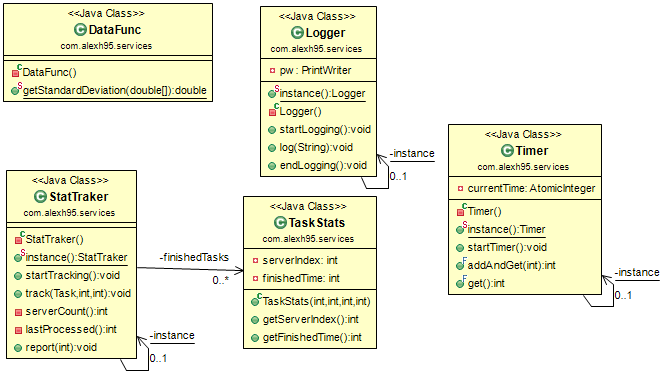 <<Java Class>>
DataFunc
com.alexh95.services
DataFunc()
getStandardDeviation(double[]):double
<<Java Class>>
Logger
com.alexh95.services
pw : PrintWriter
instance():Logger
Logger()
startLogging():void
log(String):void
endLogging():void
-instance
0..1
<<Java Class>>
Timer
com.alexh95.services
currentTime: AtomicInteger
Timer()
instance():Timer
startTimer():void
addAndGet(int):int
get():int
-instance
0..1
<<Java Class>>
StatTraker
com.alexh95.services
StatTraker()
instance():StatTraker
startTracking():void
track(Task,int,int):void
serverCount():int
lastProcessed():int
report(int):void
-instance
0..1
-finishedTasks
0..*
<<Java Class>>
TaskStats
com.alexh95.services
serverIndex: int
finishedTime: int
TaskStats(int,int,int,int)
getServerIndex():int
getFinishedTime():int